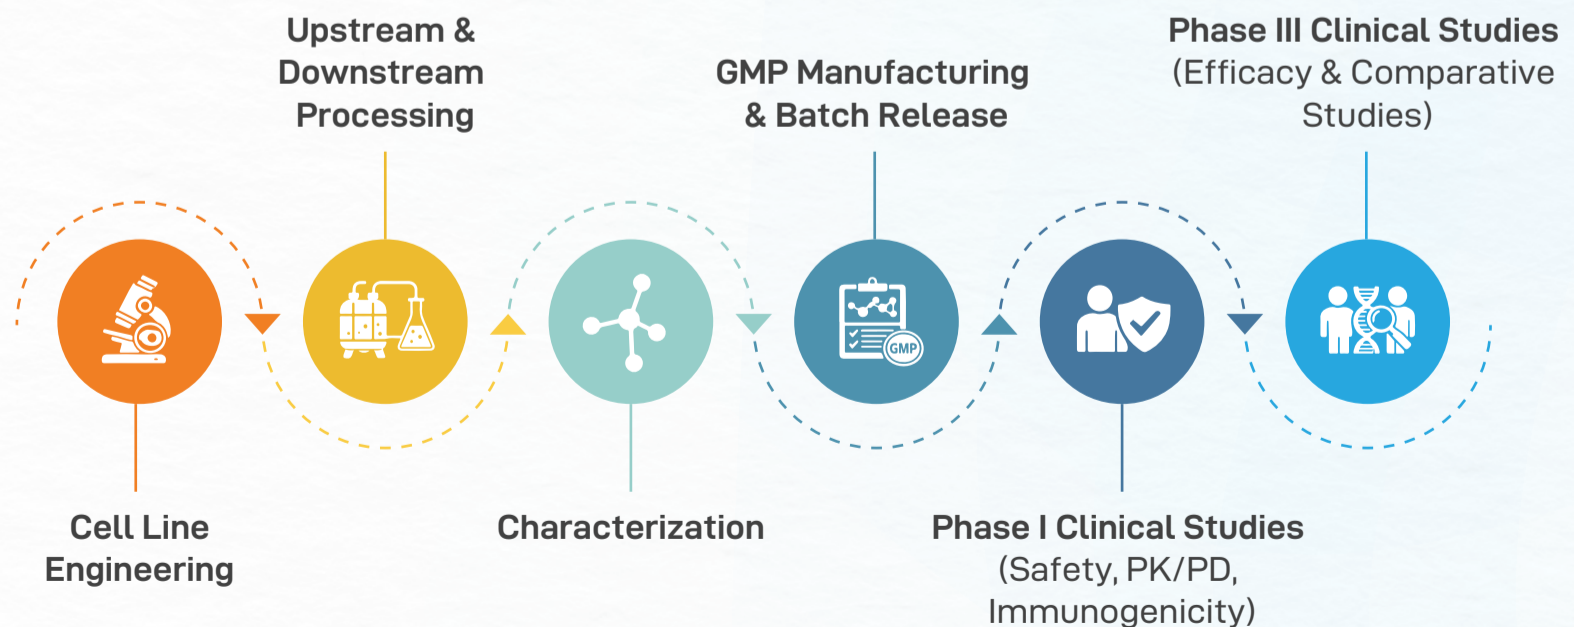 Cell Line
Engineering
Upstream &
Downstream
Processing
Characterization
GMP Manufacturing
& Batch Release
GMP
Phase I Clinical Studies
(Safety, PK/PD,
Immunogenicity)
Phase III Clinical Studies
(Efficacy & Comparative
Studies)